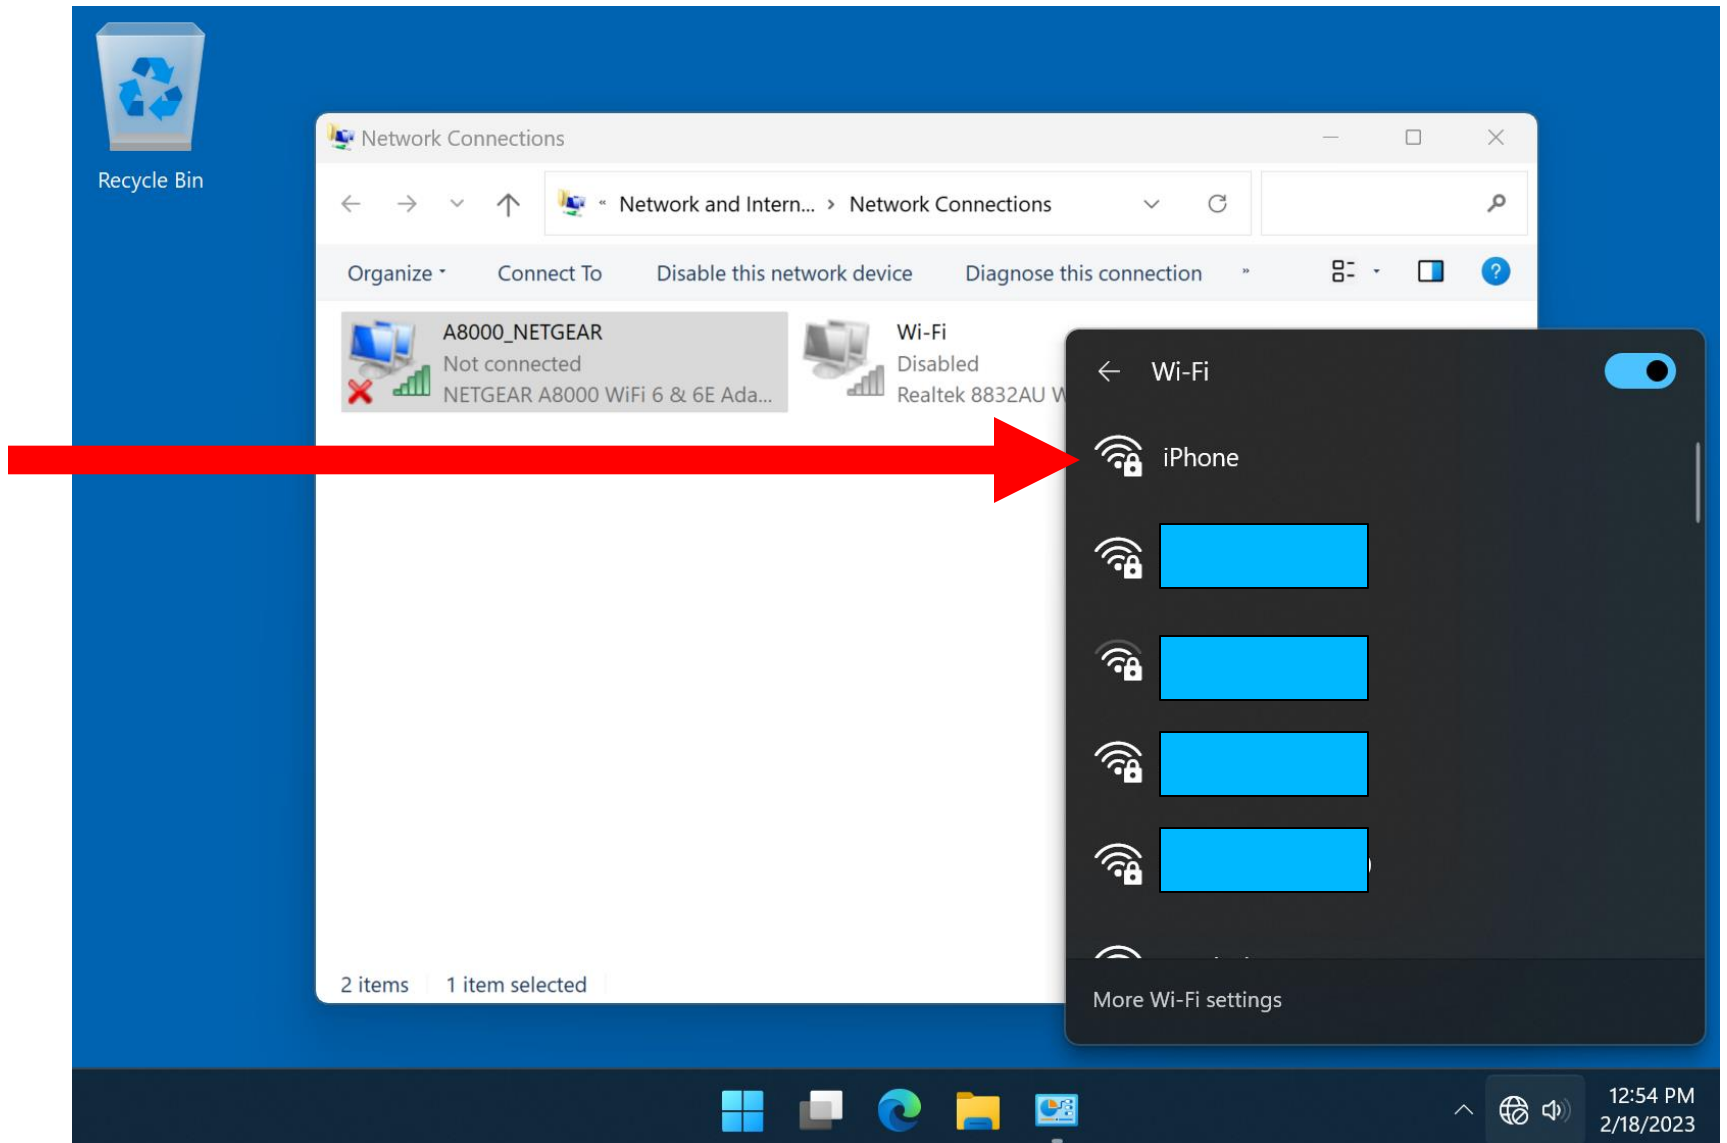 Recycle Bin
Network Connections
« Network and Intern... › Network Connections
Organize
Connect To
Disable this network device
Diagnose this connection
»
A8000_NETGEAR
Not connected
NETGEAR A8000 WiFi 6 & 6E Ada...
Wi-Fi
Disabled
Realtek 8832AU W
Wi-Fi
iPhone
More Wi-Fi settings
2 items
1 item selected
12:54 PM
2/18/2023